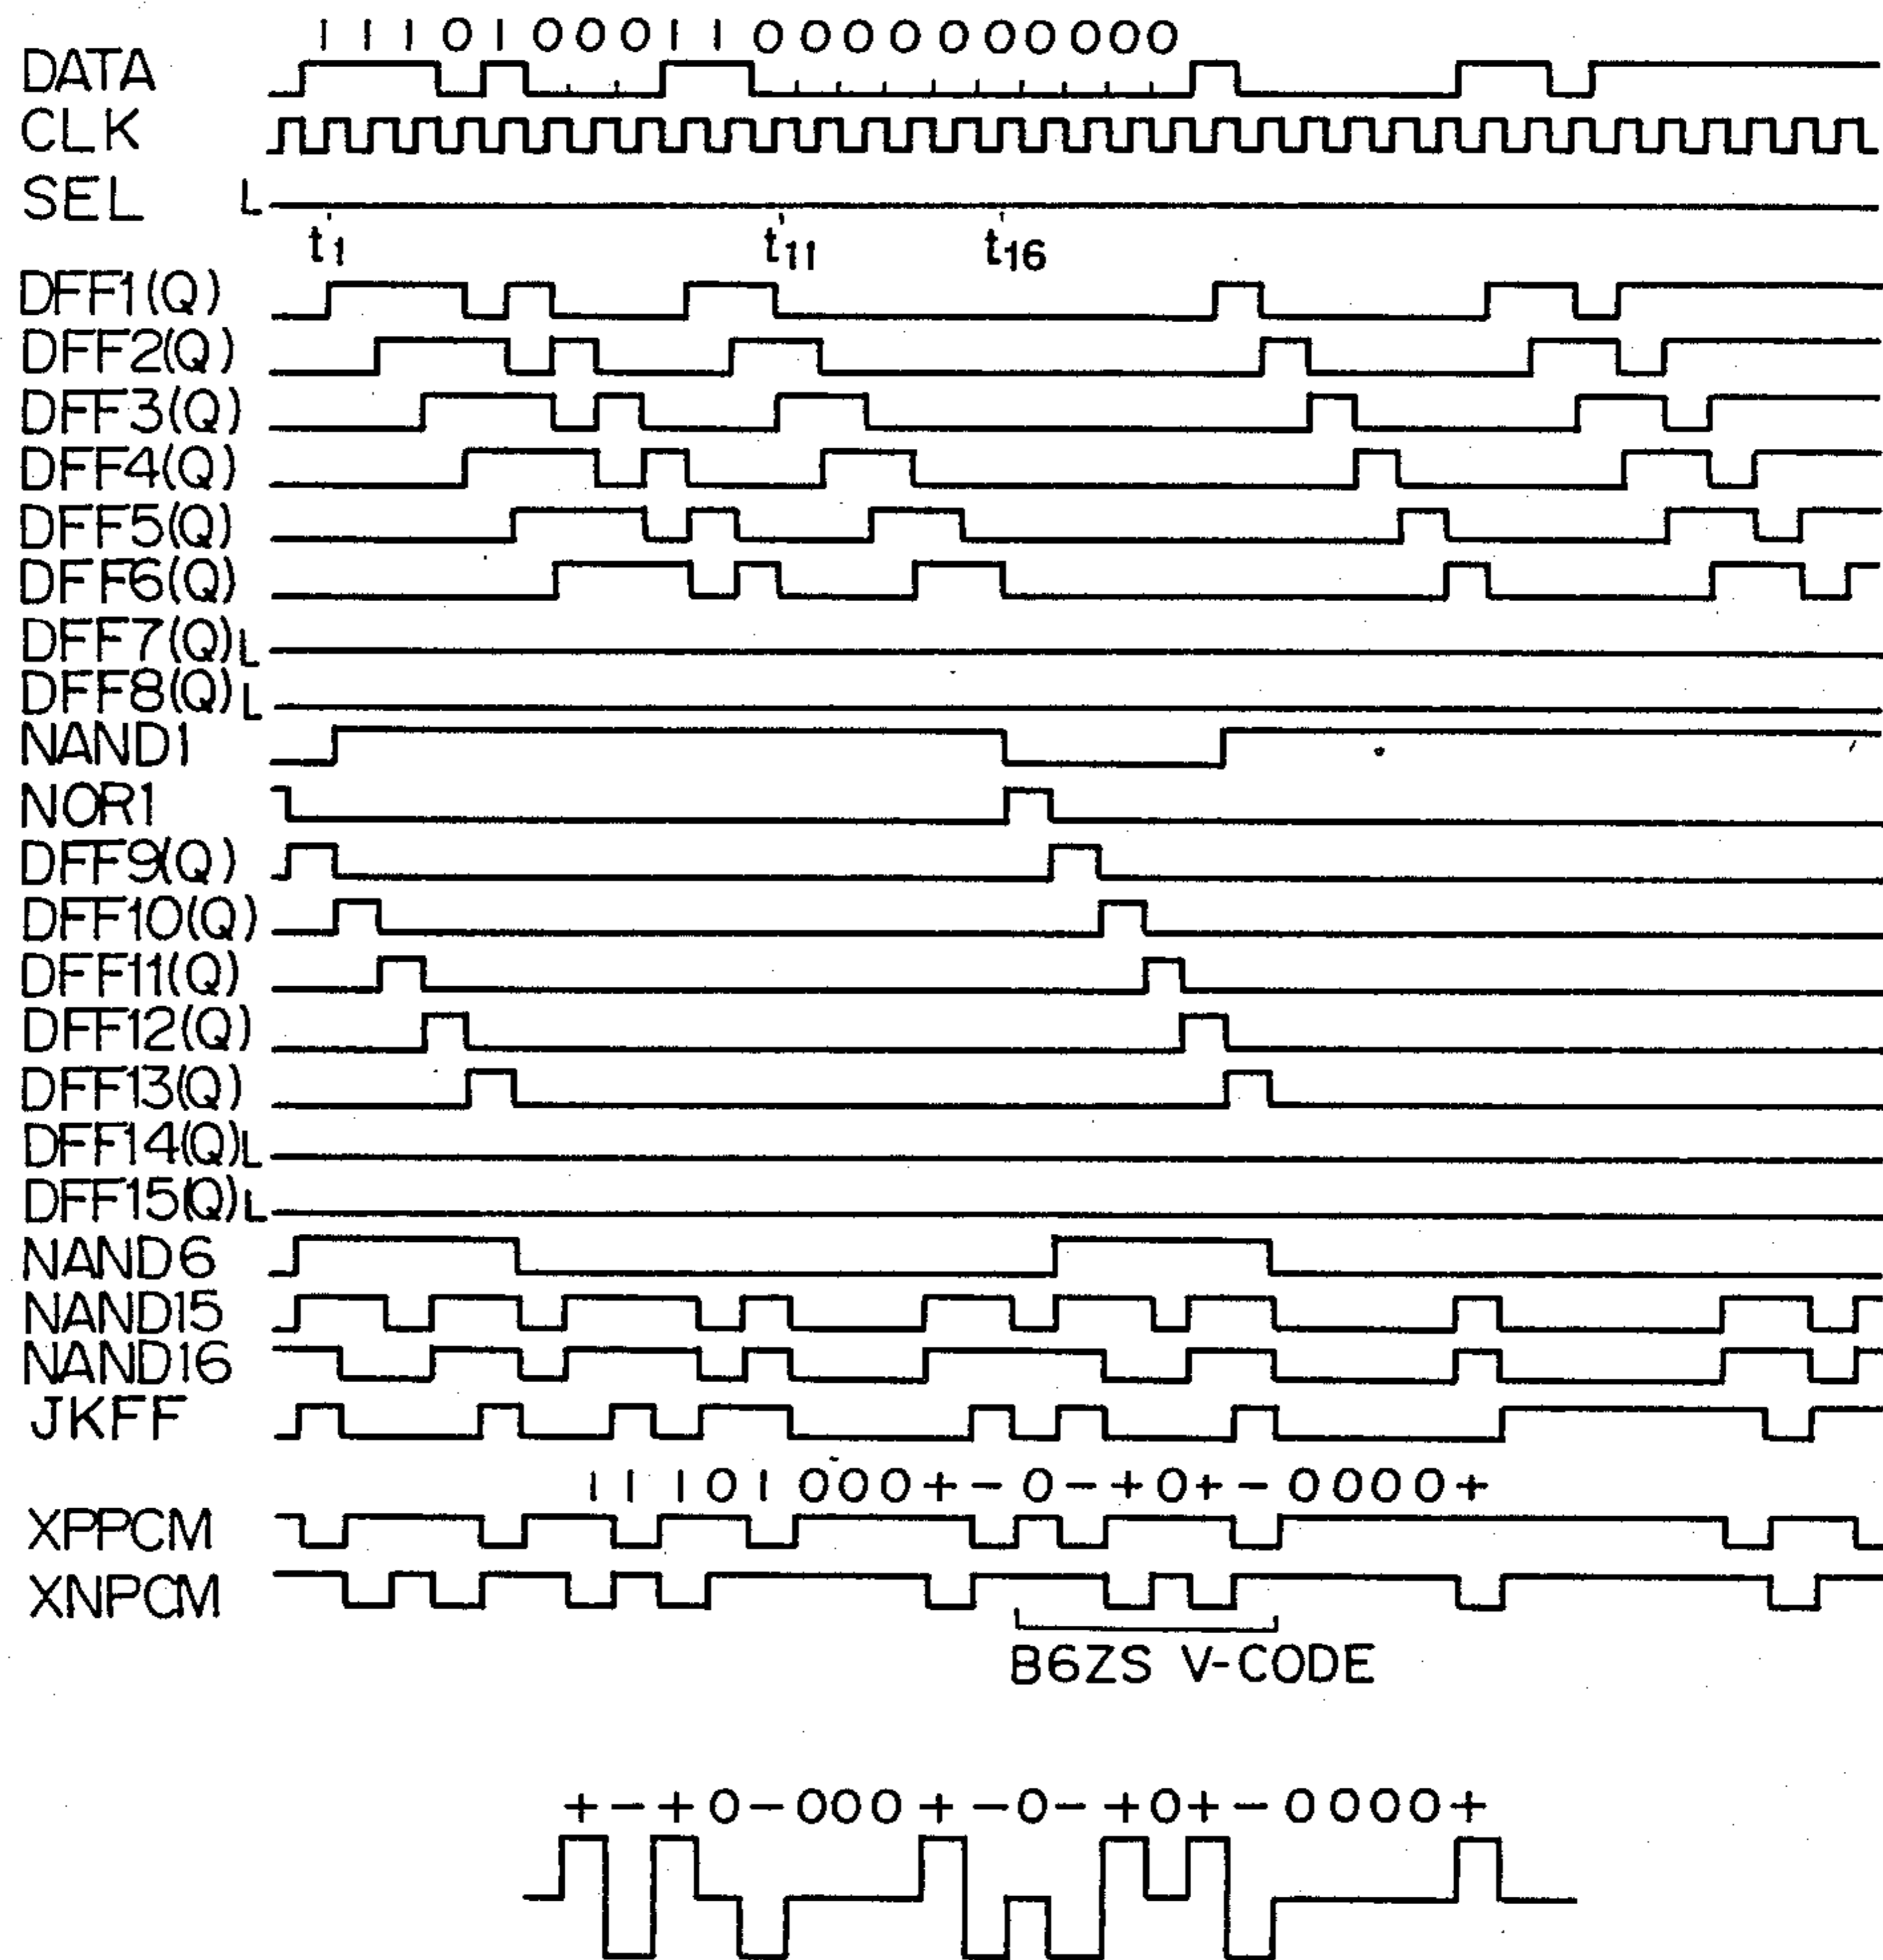 1 1 1 0 1 0 0 0 1 1 0 0 0 0 0 0 0 0 0 0
DATA
CLK
SEL L
t1 t11 t16
DFF1(Q)
DFF2(Q)
DFF3(Q)
DFF4(Q)
DFF5(Q)
DFF6(Q)
DFF7(Q)L
DFF8(Q)L
NAND1
NOR1
DFF9(Q)
DFF10(Q)
DFF11(Q)
DFF12(Q)
DFF13(Q)
DFF14(Q)L
DFF15(Q)L
NAND6
NAND15
NAND16
JKFF
1 1 1 0 1 0 0 0 + - 0 - + 0 + - 0 0 0 0 +
XPPCM
XNPCM
B6ZS V-CODE
+ - + 0 - 0 0 0 + - 0 - + 0 + - 0 0 0 0 +